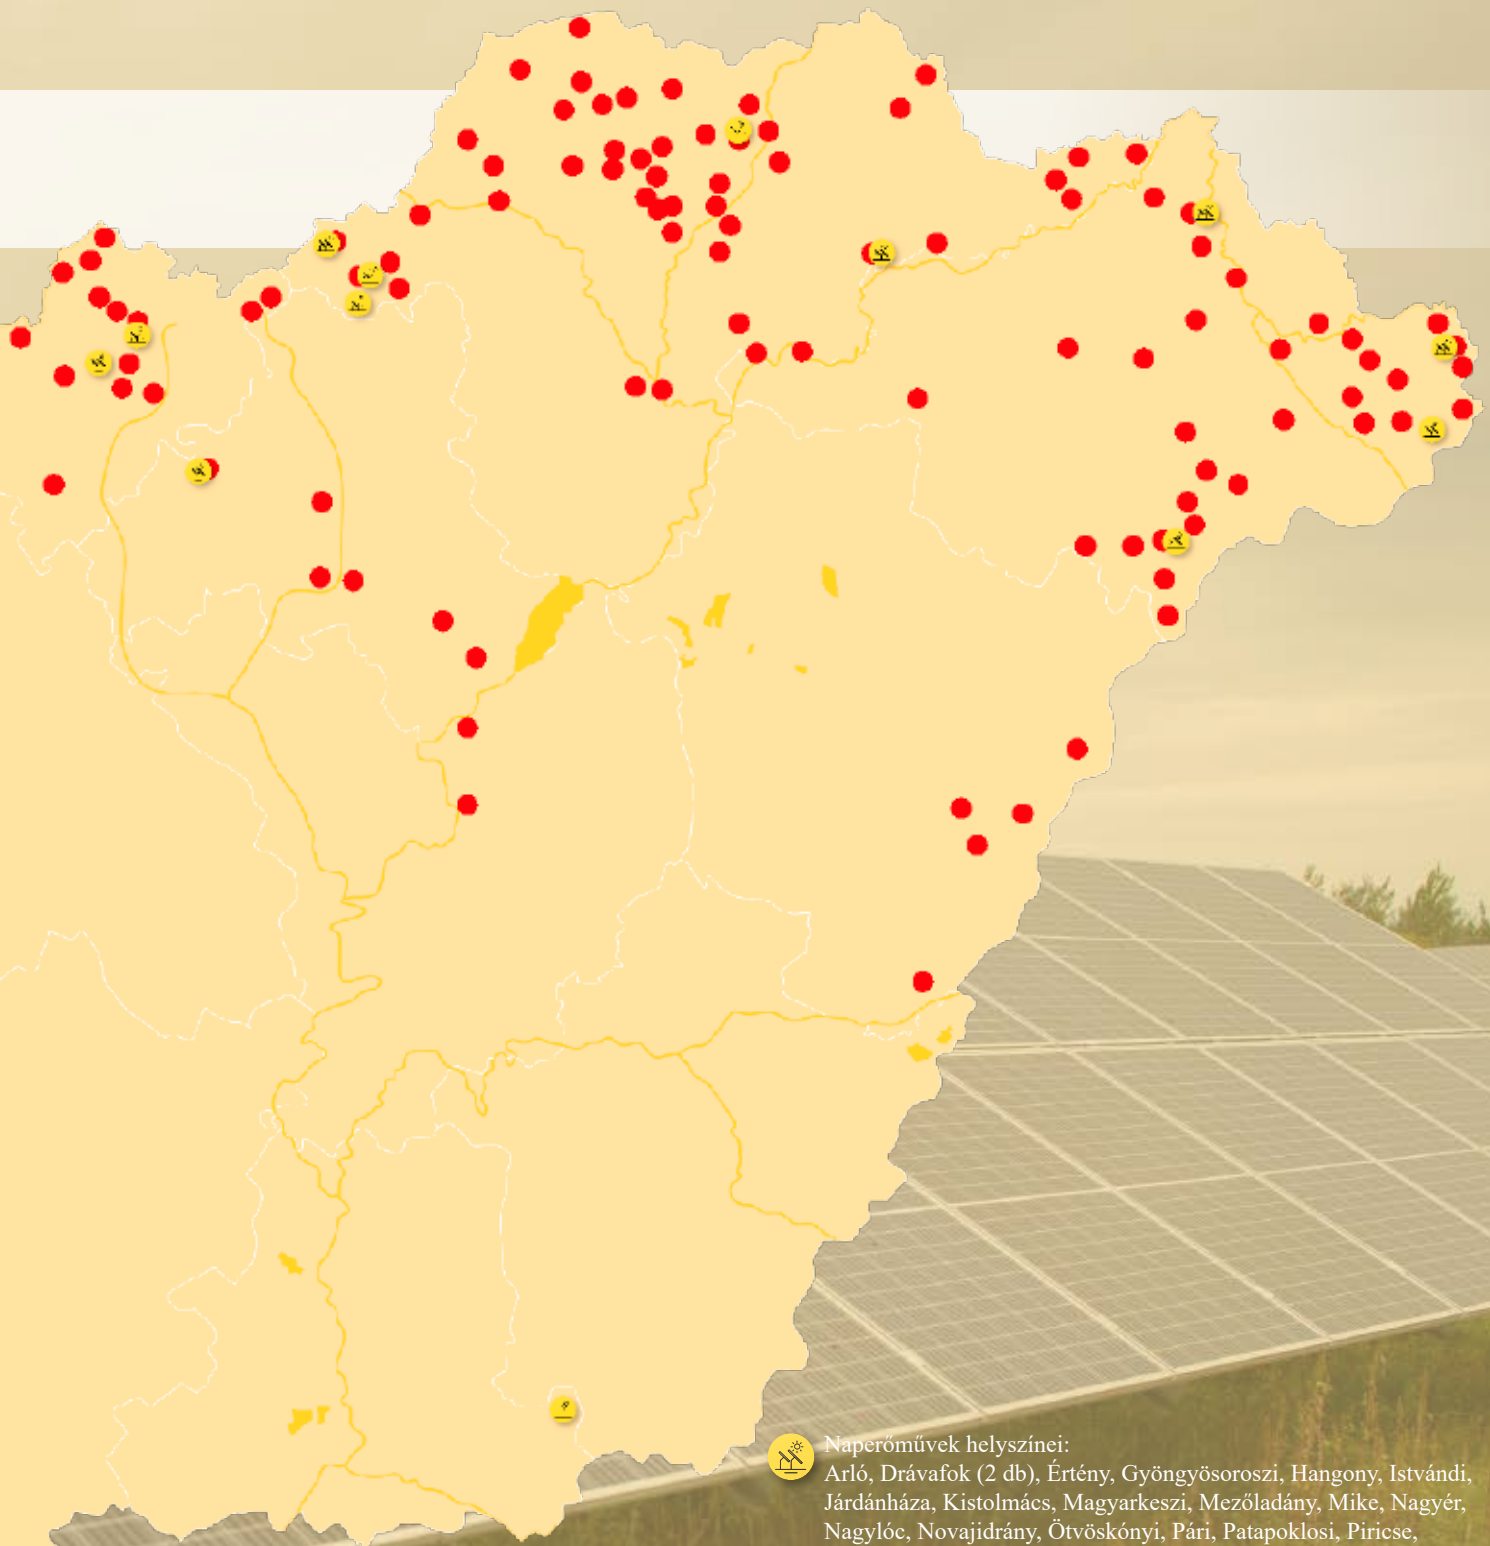 Naperőművek helyszínei:
Arló, Drávafok (2 db), Értény, Gyöngyösoroszi, Hangony, Istvándi,
Járdánháza, Kistolmács, Magyarkeszi, Mezőladány, Mike, Nagyér,
Nagylóc, Novajidrány, Ötvöskónyi, Pári, Patapoklosi, Piricse,